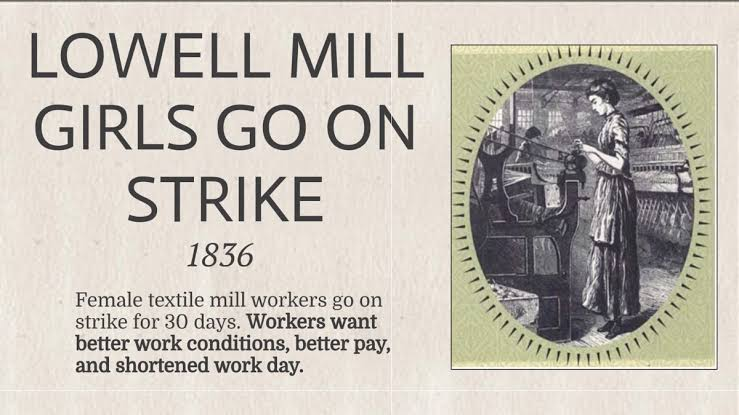 LOWELL MILL
GIRLS GO ON
STRIKE
1836
Female textile mill workers go on
strike for 30 days. Workers want
better work conditions, better pay,
and shortened work day.